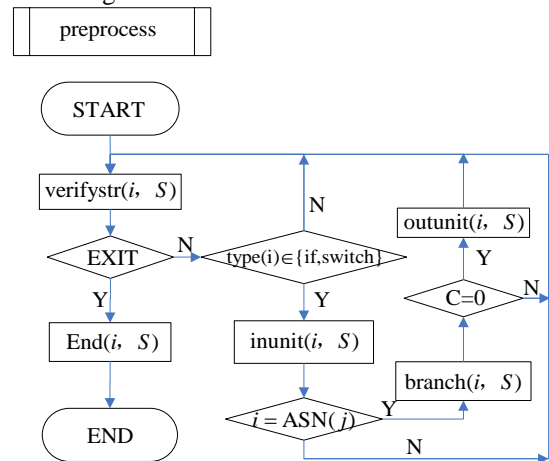 preprocess
START
verifystr(i, S)
N
outunit(i, S)
EXIT
N
type(i)∈{if,switch}
Y
Y
Y
C=0
N
End(i, S)
inunit(i, S)
branch(i, S)
END
i = ASN( j)
Y
N